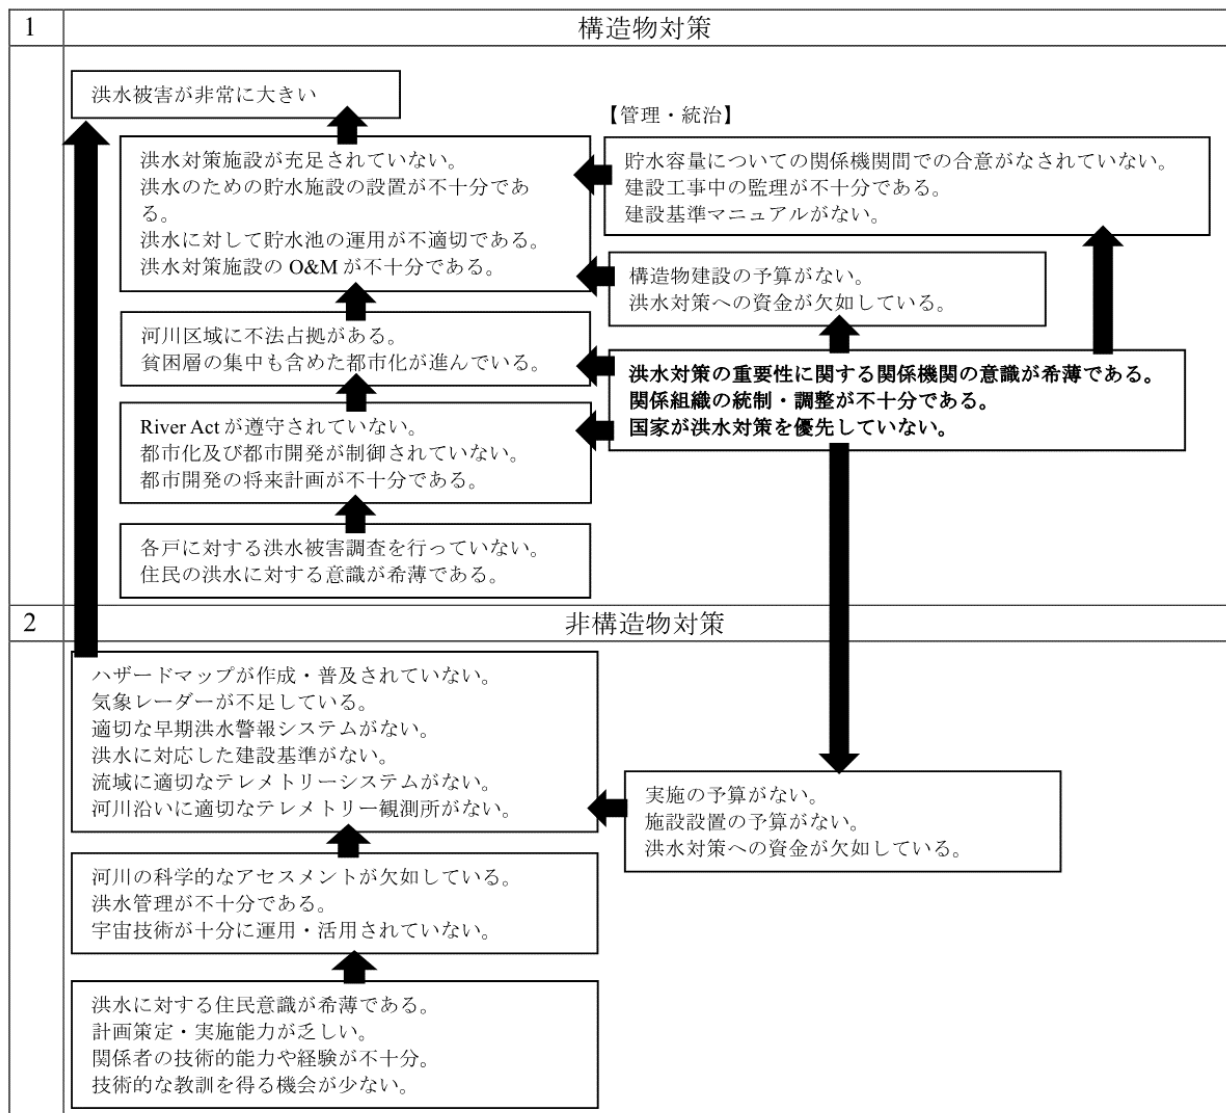 1
構造物対策
洪水被害が非常に大きい
【管理・統治】
洪水対策施設が充足されていない。
洪水のための貯水施設の設置が不十分であ
る。
洪水に対して貯水池の運用が不適切である。
洪水対策施設の O&M が不十分である。
貯水容量についての関係機関間での合意がなされていない。
建設工事中の監理が不十分である。
建設基準マニュアルがない。
構造物建設の予算がない。
洪水対策への資金が欠如している。
河川区域に不法占拠がある。
貧困層の集中も含めた都市化が進んでいる。
洪水対策の重要性に関する関係機関の意識が希薄である。
関係組織の統制・調整が不十分である。
国家が洪水対策を優先していない。
River Act が遵守されていない。
都市化及び都市開発が制御されていない。
都市開発の将来計画が不十分である。
各戸に対する洪水被害調査を行っていない。
住民の洪水に対する意識が希薄である。
2
非構造物対策
ハザードマップが作成・普及されていない。
気象レーダーが不足している。
適切な早期洪水警報システムがない。
洪水に対応した建設基準がない。
流域に適切なテレメトリーシステムがない。
河川沿いに適切なテレメトリー観測所がない。
実施の予算がない。
施設設置の予算がない。
洪水対策への資金が欠如している。
河川の科学的なアセスメントが欠如している。
洪水管理が不十分である。
宇宙技術が十分に運用・活用されていない。
洪水に対する住民意識が希薄である。
計画策定・実施能力が乏しい。
関係者の技術的能力や経験が不十分。
技術的な教訓を得る機会が少ない。